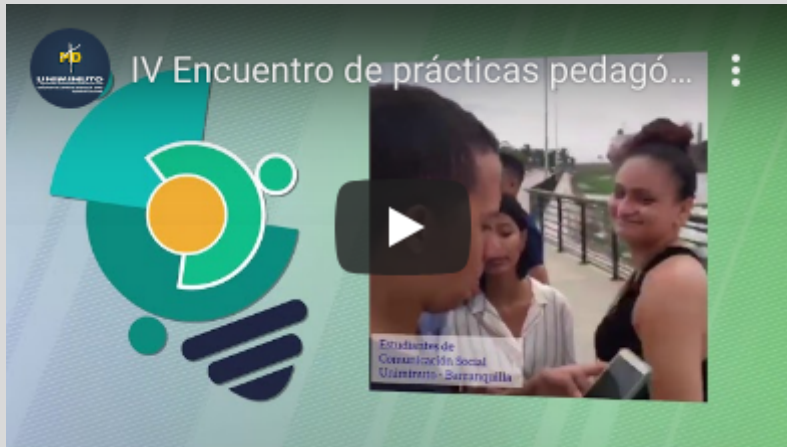 UNIMINUTO
IV Encuentro de prácticas pedagó...
Estudiantes de
Comunicación Social
Uniminuto - Barranquilla